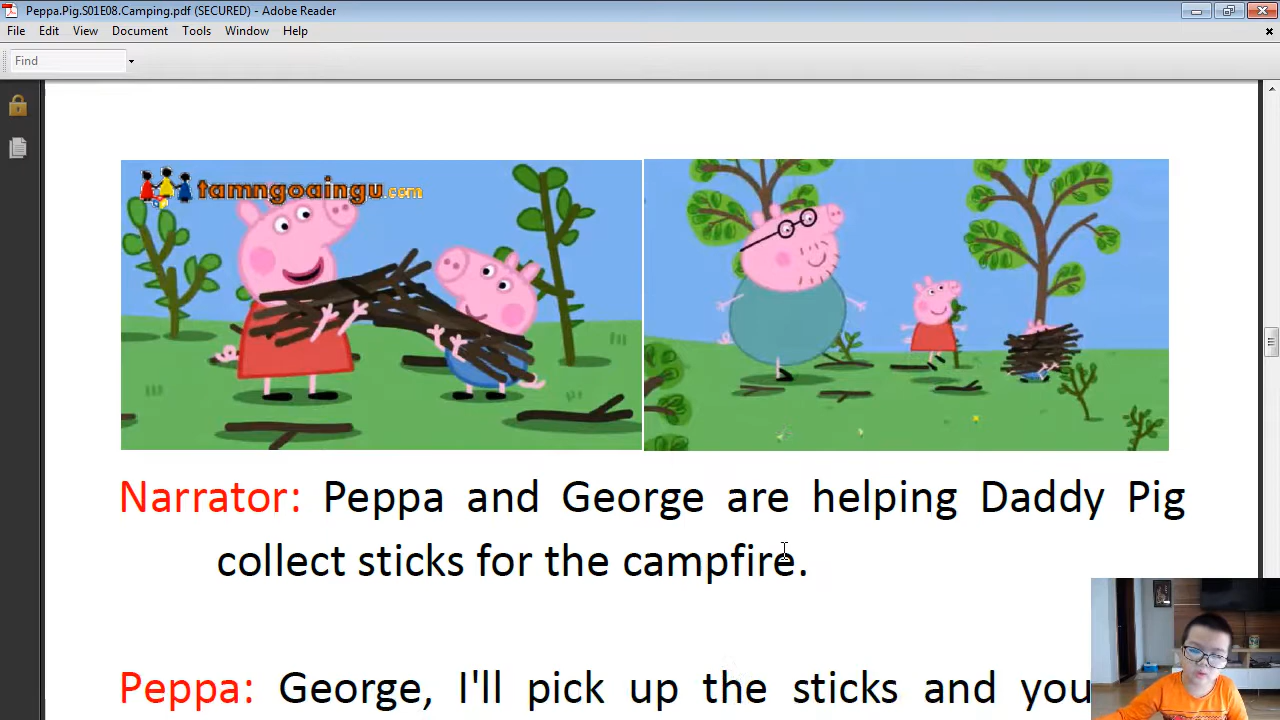 Peppa.Pig.S01E08.Camping.pdf (SECURED) - Adobe Reader
File Edit View Document Tools Window Help
Find
tamngoaingu.com
Narrator: Peppa and George are helping Daddy Pig
collect sticks for the campfire.
Peppa: George, I'll pick up the sticks and you